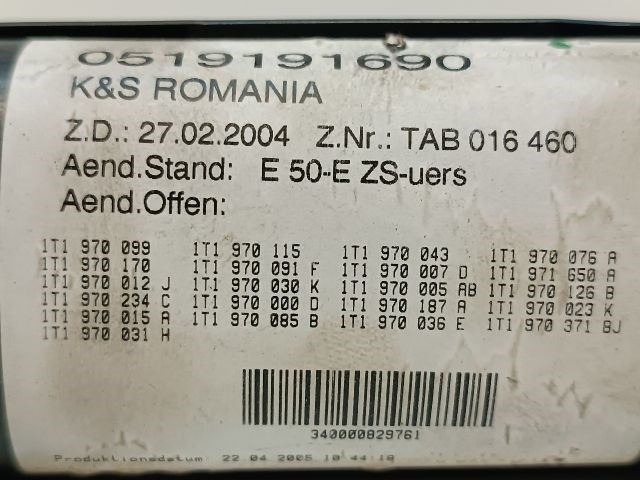 0519191690
K&S ROMANIA
Z.D.: 27.02.2004 Z.Nr.: TAB 016 460
Aend.Stand: E 50-E ZS-uers
Aend.Offen:
1T1 970 099 1T1 970 115 1T1 970 043 1T1 970 076 A
1T1 970 170 1T1 970 091 F 1T1 970 007 D 1T1 971 650 A
1T1 970 012 J 1T1 970 030 K 1T1 970 005 AB 1T1 970 126 B
1T1 970 234 C 1T1 970 000 D 1T1 970 187 A 1T1 970 023 K
1T1 970 015 A 1T1 970 085 B 1T1 970 036 E 1T1 970 371 BJ
1T1 970 031 H
340000829761
Produktionsdatum: 22.04.2005 10:44:18